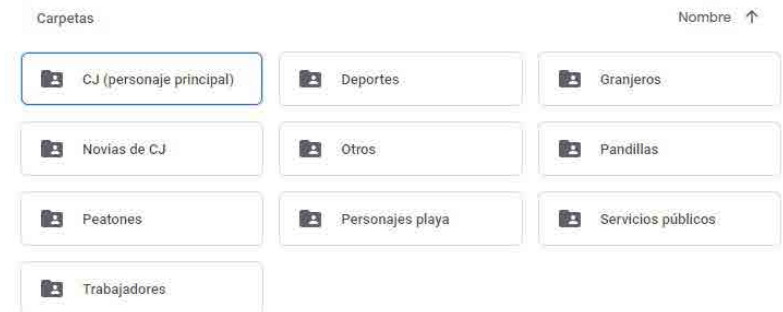 Carpetas
Nombre ↑
CJ (personaje principal)
Deportes
Granjeros
Novias de CJ
Otros
Pandillas
Peatones
Personajes playa
Servicios públicos
Trabajadores